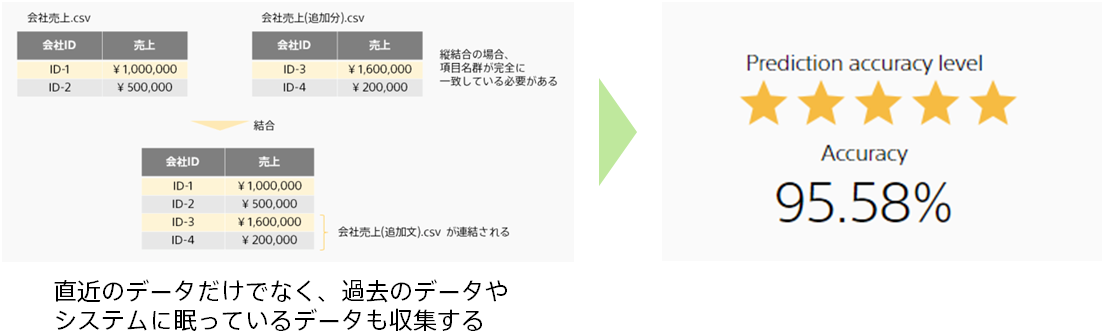 会社売上.csv
会社ID 売上
ID-1 ¥1,000,000
ID-2 ¥500,000
会社売上(追加分).csv
会社ID 売上
ID-3 ¥1,600,000
ID-4 ¥200,000
縦結合の場合、
項目名群が完全に
一致している必要がある
結合
会社ID 売上
ID-1 ¥1,000,000
ID-2 ¥500,000
ID-3 ¥1,600,000
ID-4 ¥200,000
会社売上(追加文).csv が連結される
直近のデータだけでなく、過去のデータや
システムに眠っているデータも収集する
Prediction accuracy level
Accuracy
95.58%